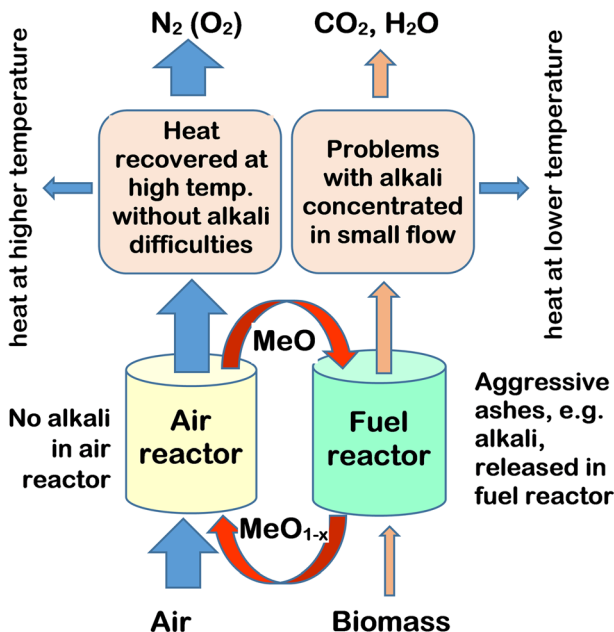 N₂ (O₂)
CO₂, H₂O
heat at higher temperature
Heat
recovered at
high temp.
without alkali
difficulties
Problems
with alkali
concentrated
in small flow
heat at lower temperature
MeO
No alkali
in air
reactor
Air
reactor
Fuel
reactor
Aggressive
ashes, e.g.
alkali,
released in
fuel reactor
MeO₁₋ₓ
Air
Biomass